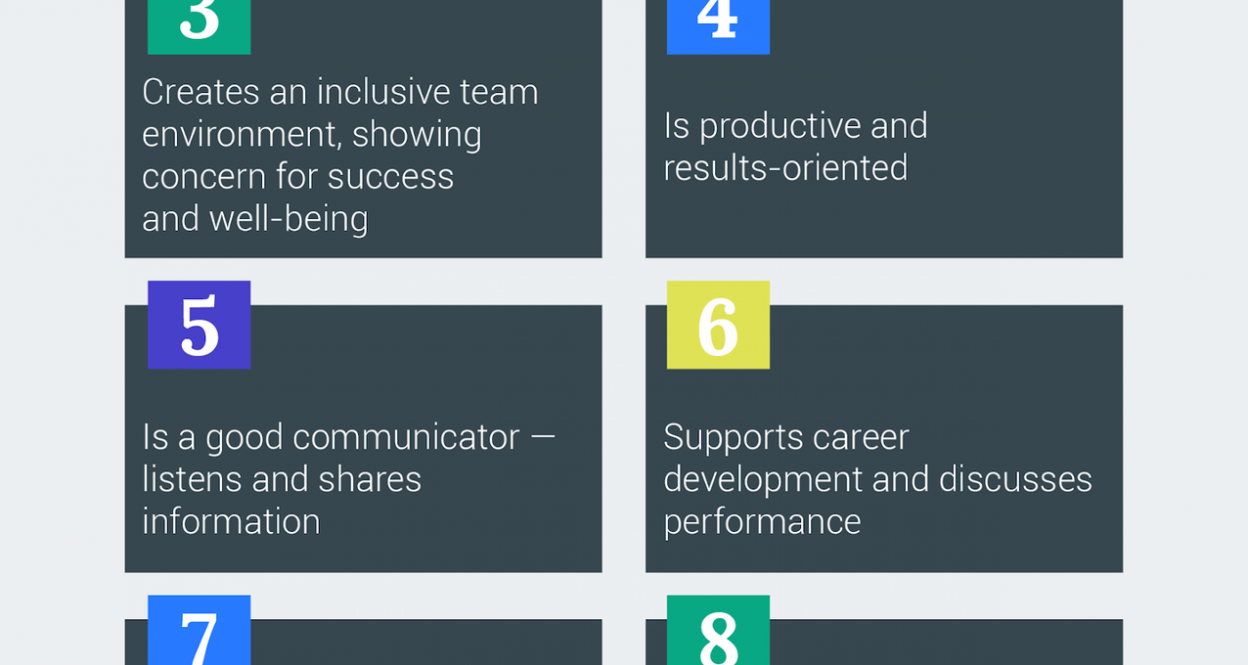 3
Creates an inclusive team
environment, showing
concern for success
and well-being
4
Is productive and
results-oriented
5
Is a good communicator —
listens and shares
information
6
Supports career
development and discusses
performance
7
8